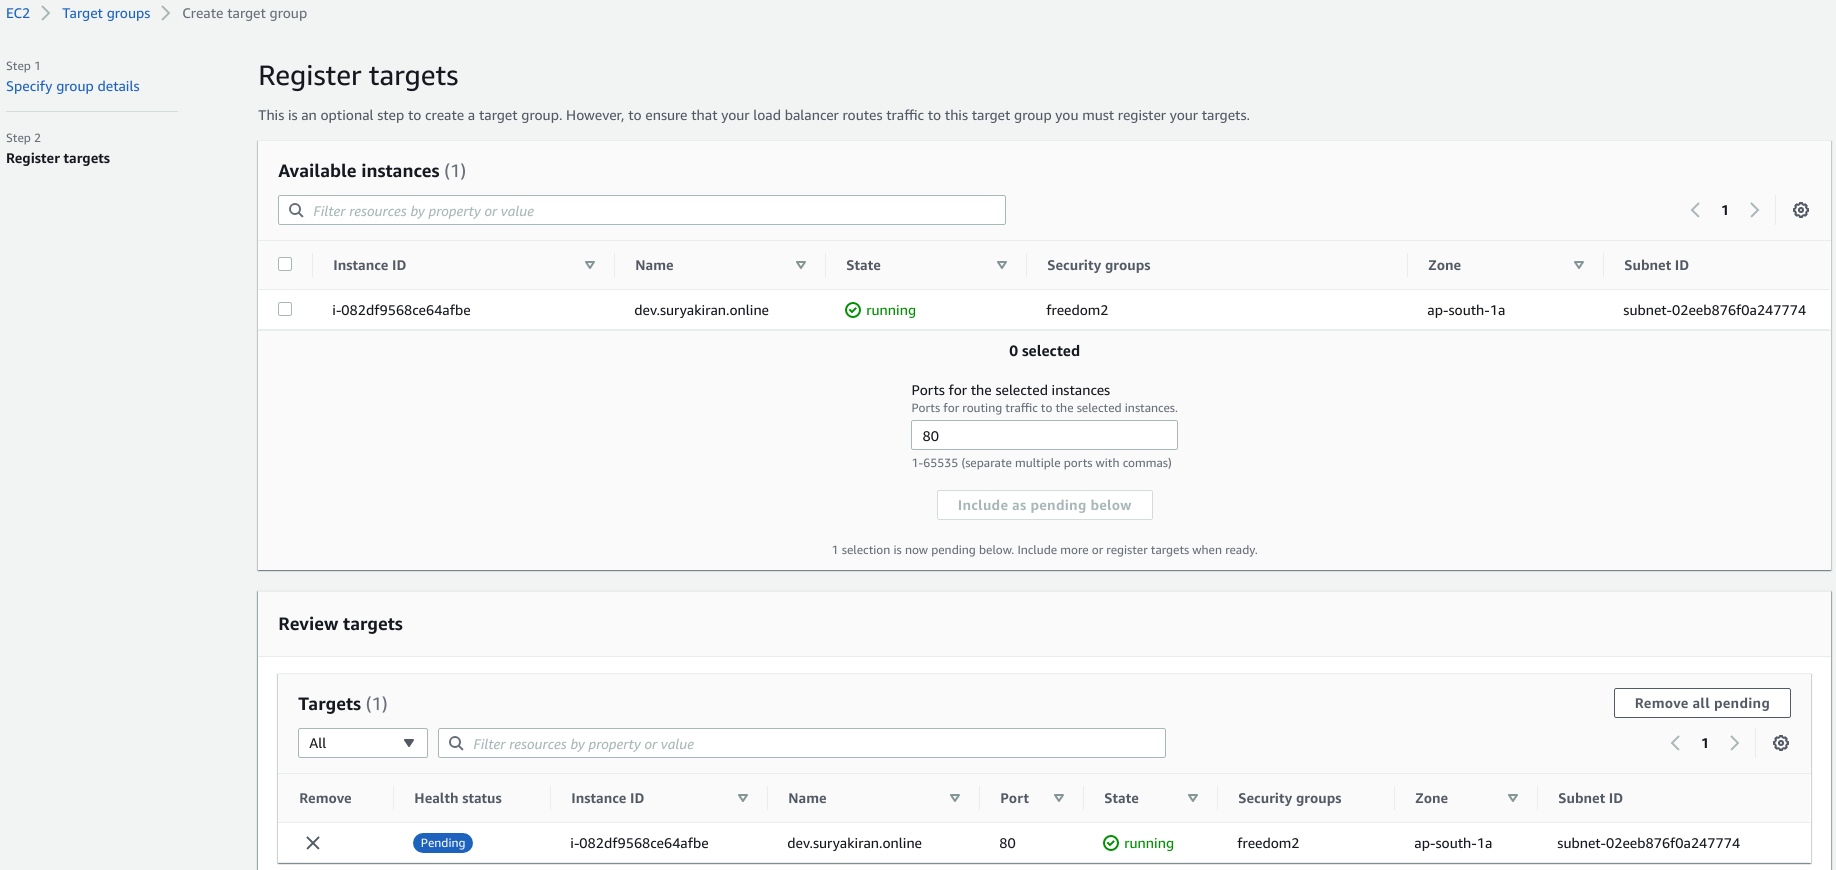 EC2 > Target groups > Create target group
Step 1
Specify group details
Step 2
Register targets
Register targets
This is an optional step to create a target group. However, to ensure that your load balancer routes traffic to this target group you must register your targets.
Available instances (1)
Filter resources by property or value
1
Instance ID Name State Security groups Zone Subnet ID
i-082df9568ce64afbe dev.suryakiran.online running freedom2 ap-south-1a subnet-02eeb876f0a247774
0 selected
Ports for the selected instances
Ports for routing traffic to the selected instances.
80
1-65535 (separate multiple ports with commas)
Include as pending below
1 selection is now pending below. Include more or register targets when ready.
Review targets
Targets (1)
Remove all pending
All Filter resources by property or value 1
Remove Health status Instance ID Name Port State Security groups Zone Subnet ID
Pending i-082df9568ce64afbe dev.suryakiran.online 80 running freedom2 ap-south-1a subnet-02eeb876f0a247774